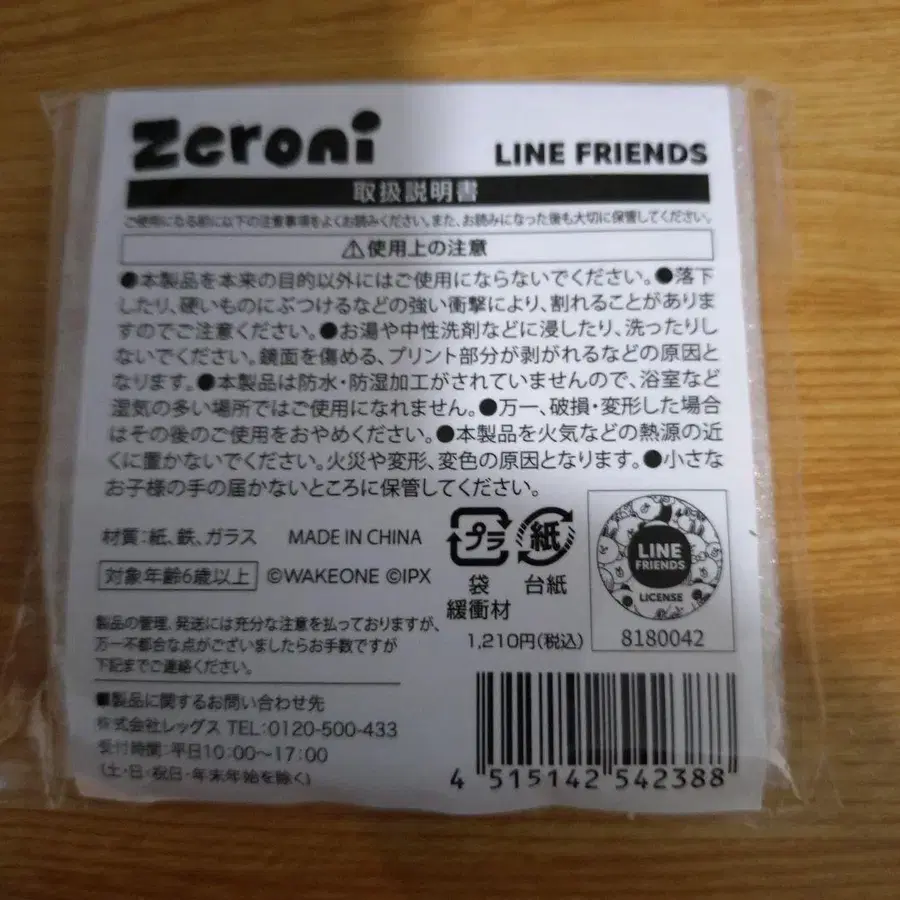 Zeroni
LINE FRIENDS
取扱説明書
ご使用になる前に以下の注意事項をよくお読みください。また、お読みになった後も大切に保管してください。
⚠使用上の注意
●本製品を本来の目的以外にはご使用にならないでください。●落下
したり、硬いものにぶつけるなどの強い衝撃により、割れることがありま
すのでご注意ください。●お湯や中性洗剤などに浸したり、洗ったりし
ないでください。鏡面を傷める、プリント部分が剥がれるなどの原因と
なります。●本製品は防水・防湿加工がされていませんので、浴室など
湿気の多い場所ではご使用になれません。●万一、破損・変形した場合
はその後のご使用をおやめください。●本製品を火気などの熱源の近
くに置かないでください。火災や変形、変色の原因となります。●小さな
お子様の手の届かないところに保管してください。
材質:紙、鉄、ガラス MADE IN CHINA
対象年齢6歳以上 ©WAKEONE ©IPX
プラ
袋
緩衝材
紙
台紙
1,210円(税込)
LINE
FRIENDS
LICENSE
8180042
製品の管理、発送には充分な注意を払っておりますが、
万一不都合な点がございましたらお手数ですが
下記までご連絡ください。
■製品に関するお問い合わせ先
株式会社レッグス TEL:0120-500-433
受付時間:平日10:00〜17:00
(土・日・祝日・年末年始を除く)
4 515142 542388